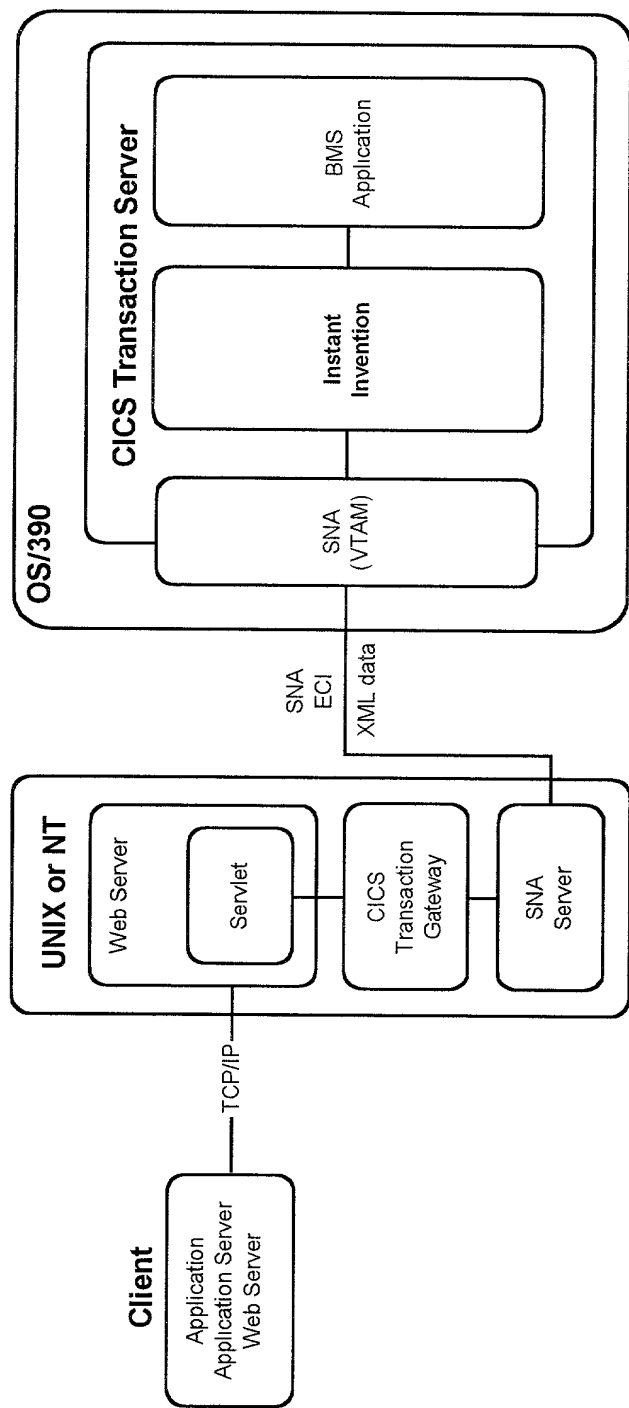 Client
Application
Application Server
Web Server
TCP/IP
UNIX or NT
Web Server
Servlet
CICS
Transaction
Gateway
SNA
Server
SNA
ECI
XML data
OS/390
CICS Transaction Server
SNA
(VTAM)
Instant
Invention
BMS
Application